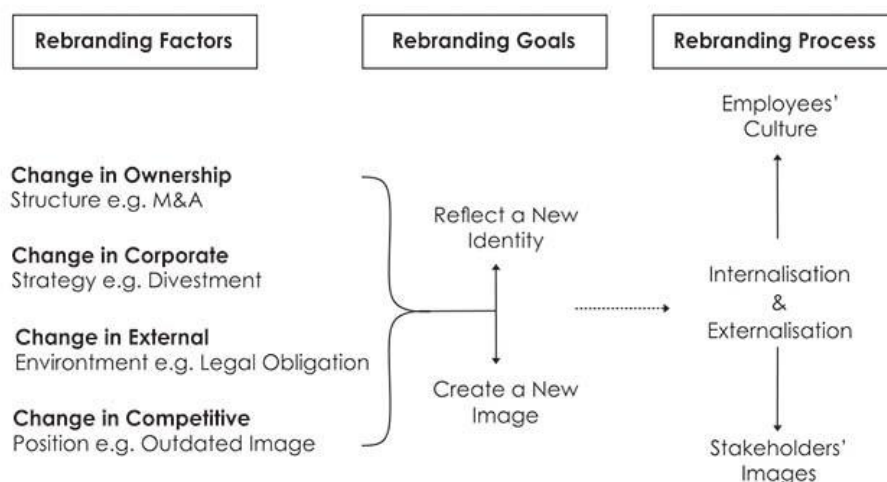 Rebranding Factors
Rebranding Goals
Rebranding Process
Change in Ownership
Structure e.g. M&A
Change in Corporate
Strategy e.g. Divestment
Change in External
Environtment e.g. Legal Obligation
Change in Competitive
Position e.g. Outdated Image
Reflect a New
Identity
Create a New
Image
Employees’
Culture
Internalisation
&
Externalisation
Stakeholders’
Images